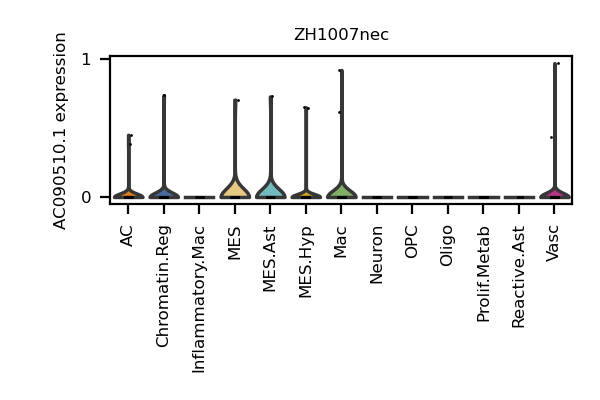 ZH1007nec
AC090510.1 expression
1
0
AC
Chromatin.Reg
Inflammatory.Mac
MES
MES.Ast
MES.Hyp
Mac
Neuron
OPC
Oligo
Prolif.Metab
Reactive.Ast
Vasc